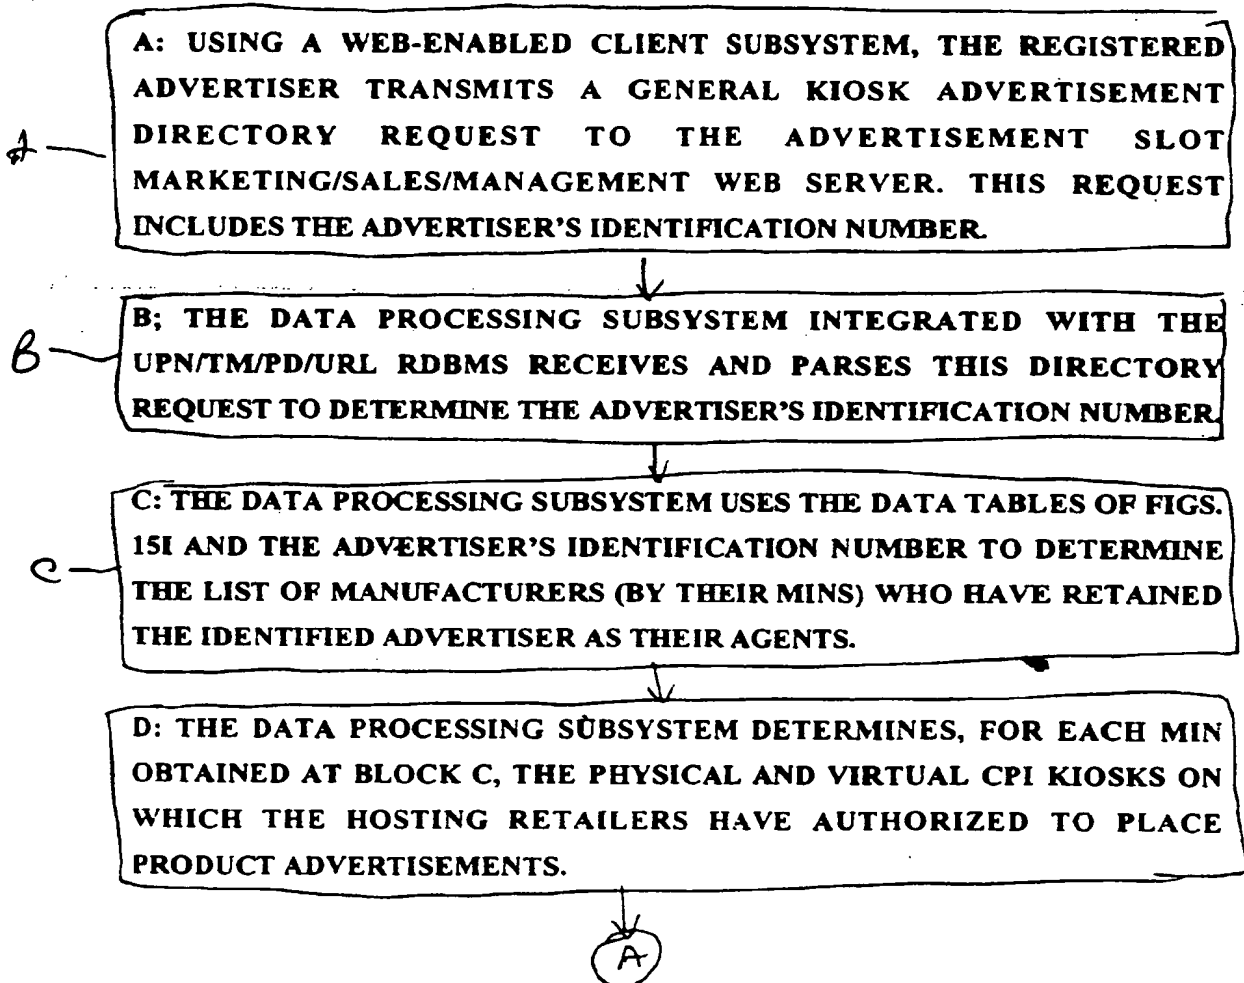 A: USING A WEB-ENABLED CLIENT SUBSYSTEM, THE REGISTERED
ADVERTISER TRANSMITS A GENERAL KIOSK ADVERTISEMENT
DIRECTORY REQUEST TO THE ADVERTISEMENT SLOT
MARKETING/SALES/MANAGEMENT WEB SERVER. THIS REQUEST
INCLUDES THE ADVERTISER'S IDENTIFICATION NUMBER.
A
B; THE DATA PROCESSING SUBSYSTEM INTEGRATED WITH THE
UPN/TM/PD/URL RDBMS RECEIVES AND PARSES THIS DIRECTORY
REQUEST TO DETERMINE THE ADVERTISER'S IDENTIFICATION NUMBER.
B
C: THE DATA PROCESSING SUBSYSTEM USES THE DATA TABLES OF FIGS.
15I AND THE ADVERTISER'S IDENTIFICATION NUMBER TO DETERMINE
THE LIST OF MANUFACTURERS (BY THEIR MINS) WHO HAVE RETAINED
THE IDENTIFIED ADVERTISER AS THEIR AGENTS.
C
D: THE DATA PROCESSING SUBSYSTEM DETERMINES, FOR EACH MIN
OBTAINED AT BLOCK C, THE PHYSICAL AND VIRTUAL CPI KIOSKS ON
WHICH THE HOSTING RETAILERS HAVE AUTHORIZED TO PLACE
PRODUCT ADVERTISEMENTS.
A